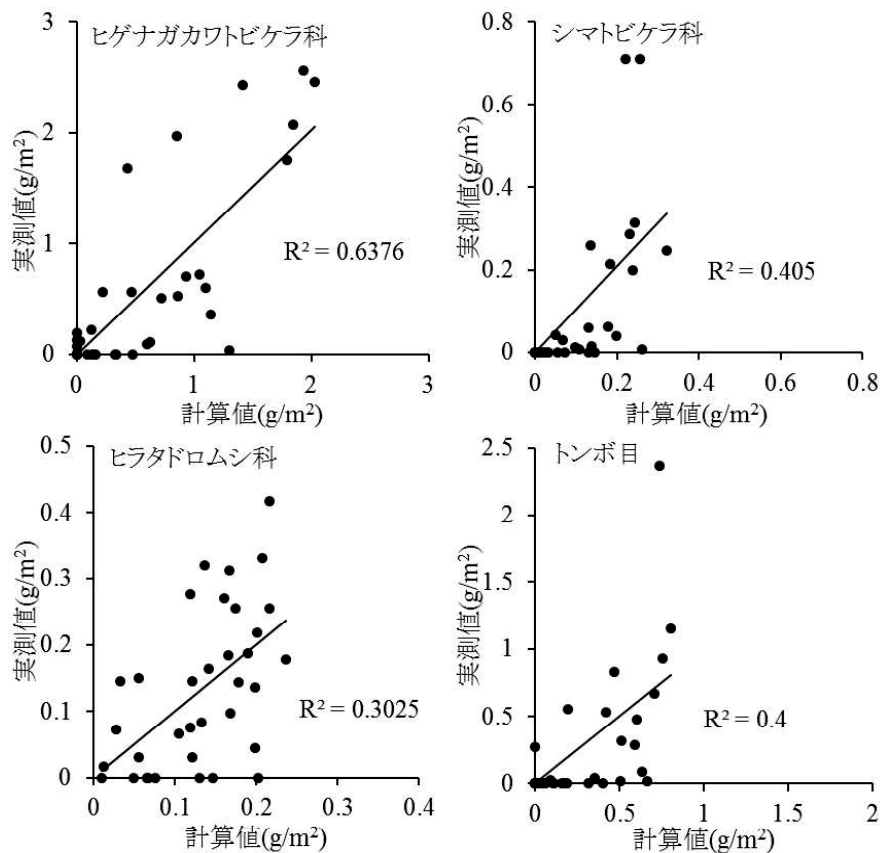 ヒゲナガカワトビケラ科
3
2
1
0
実測値(g/m²)
R² = 0.6376
0 1 2 3
計算値(g/m²)
シマトビケラ科
0.8
0.6
0.4
0.2
0
実測値(g/m²)
R² = 0.405
0 0.2 0.4 0.6 0.8
計算値(g/m²)
ヒラタドロムシ科
0.5
0.4
0.3
0.2
0.1
0
実測値(g/m²)
R² = 0.3025
0 0.1 0.2 0.3 0.4
計算値(g/m²)
トンボ目
2.5
2
1.5
1
0.5
0
実測値(g/m²)
R² = 0.4
0 0.5 1 1.5 2
計算値(g/m²)